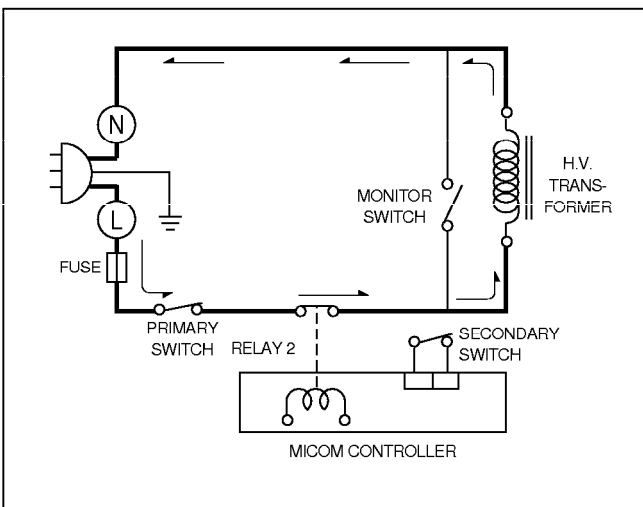 N
MONITOR
SWITCH
H.V.
TRANS-
FORMER
L
FUSE
PRIMARY
SWITCH
RELAY 2
SECONDARY
SWITCH
MICOM CONTROLLER